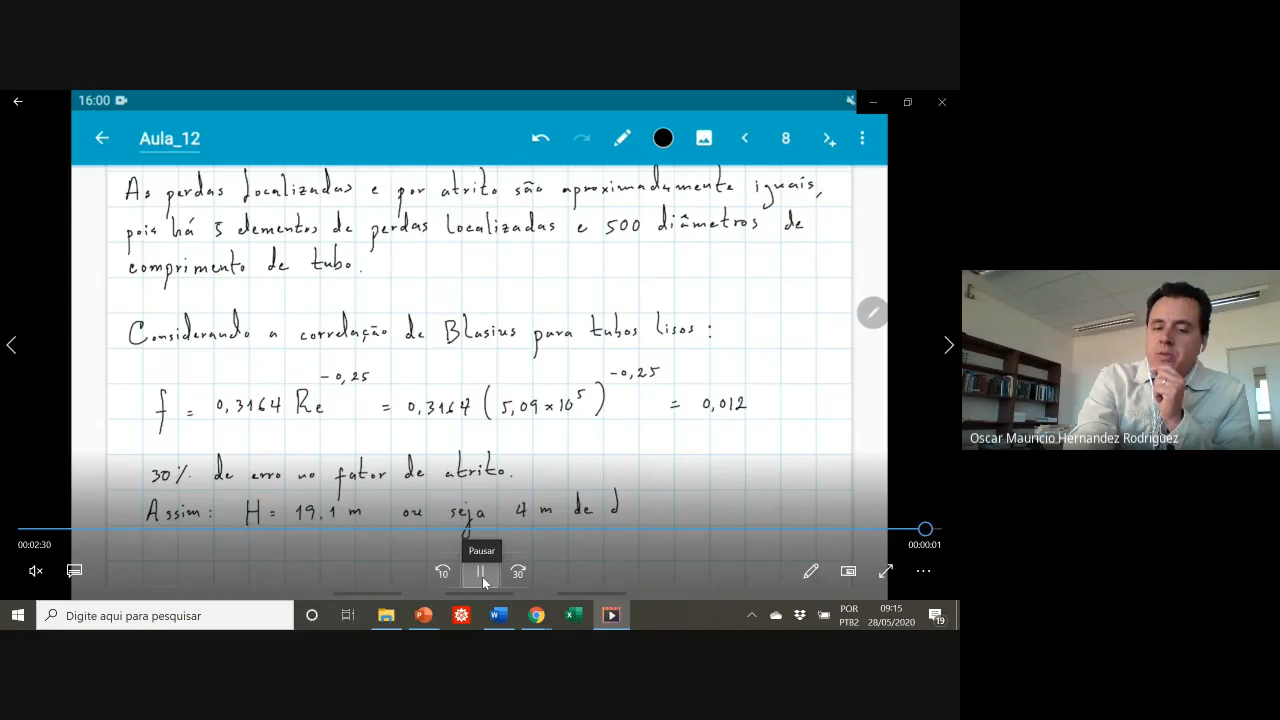 16:00
Aula_12
8
As perdas localizadas e por atrito são aproximadamente iguais,
pois há 5 elementos de perdas localizadas e 500 diâmetros de
comprimento de tubo.
Considerando a correlação de Blasius para tubos lisos:
f = 0,3164 Re^-0,25 = 0,3164 (5,09×10^5)^-0,25 = 0,012
30% de erro no fator de atrito.
Assim: H = 19,1 m ou seja 4 m de d
Oscar Mauricio Hernandez Rodriguez
00:02:30
00:00:01
Pausar
10
30
Digite aqui para pesquisar
POR
PTB2
09:15
28/05/2020
19